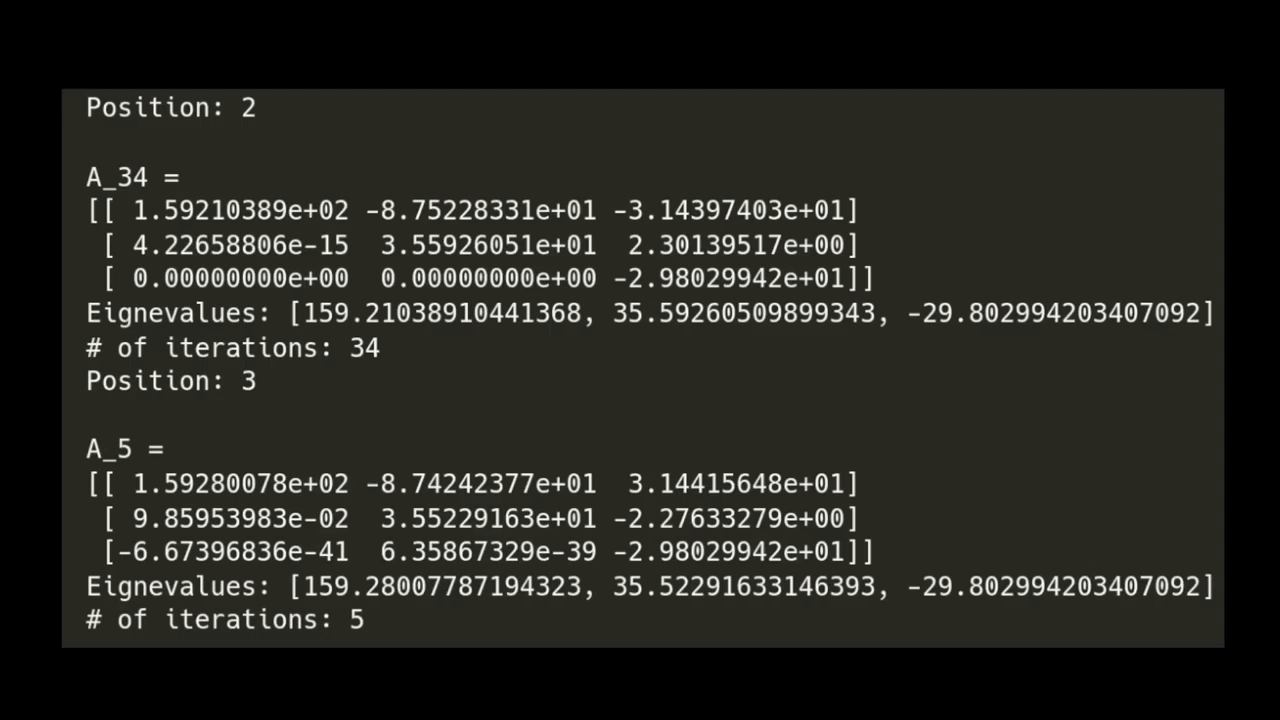 Position: 2
A_34 =
[[ 1.59210389e+02 -8.75228331e+01 -3.14397403e+01]
[ 4.22658806e-15 3.55926051e+01 2.30139517e+00]
[ 0.00000000e+00 0.00000000e+00 -2.98029942e+01]]
Eignevalues: [159.21038910441368, 35.59260509899343, -29.802994203407092]
# of iterations: 34
Position: 3
A_5 =
[[ 1.59280078e+02 -8.74242377e+01 3.14415648e+01]
[ 9.85953983e-02 3.55229163e+01 -2.27633279e+00]
[-6.67396836e-41 6.35867329e-39 -2.98029942e+01]]
Eignevalues: [159.28007787194323, 35.52291633146393, -29.802994203407092]
# of iterations: 5